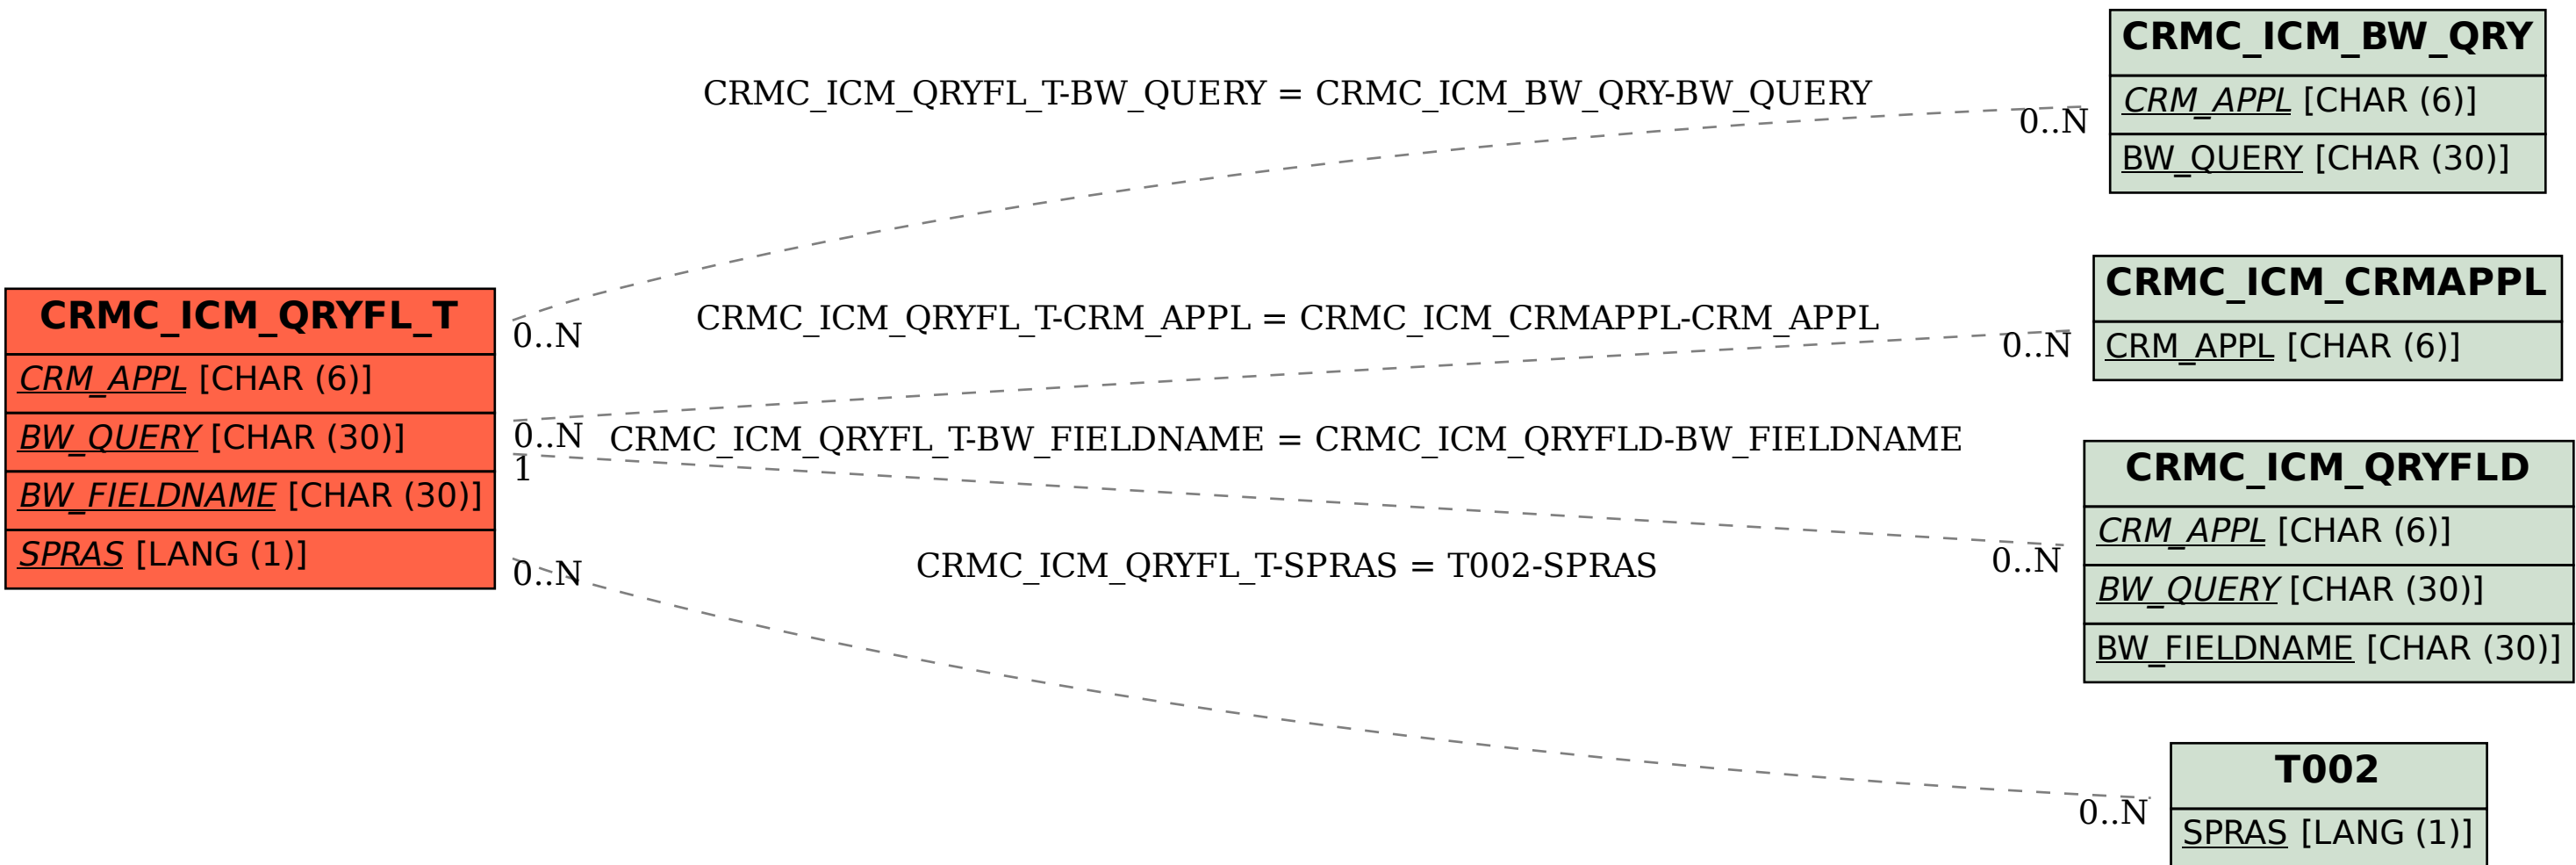 CRMC_ICM_QRYFL_T
CRM_APPL [CHAR (6)]
BW_QUERY [CHAR (30)]
BW_FIELDNAME [CHAR (30)]
SPRAS [LANG (1)]
CRMC_ICM_QRYFL_T-BW_QUERY = CRMC_ICM_BW_QRY-BW_QUERY
0..N
0..N
CRMC_ICM_QRYFL_T-CRM_APPL = CRMC_ICM_CRMAPPL-CRM_APPL
0..N
0..N
CRMC_ICM_QRYFL_T-BW_FIELDNAME = CRMC_ICM_QRYFLD-BW_FIELDNAME
1
0..N
CRMC_ICM_QRYFL_T-SPRAS = T002-SPRAS
0..N
0..N
CRMC_ICM_BW_QRY
CRM_APPL [CHAR (6)]
BW_QUERY [CHAR (30)]
CRMC_ICM_CRMAPPL
CRM_APPL [CHAR (6)]
CRMC_ICM_QRYFLD
CRM_APPL [CHAR (6)]
BW_QUERY [CHAR (30)]
BW_FIELDNAME [CHAR (30)]
T002
SPRAS [LANG (1)]